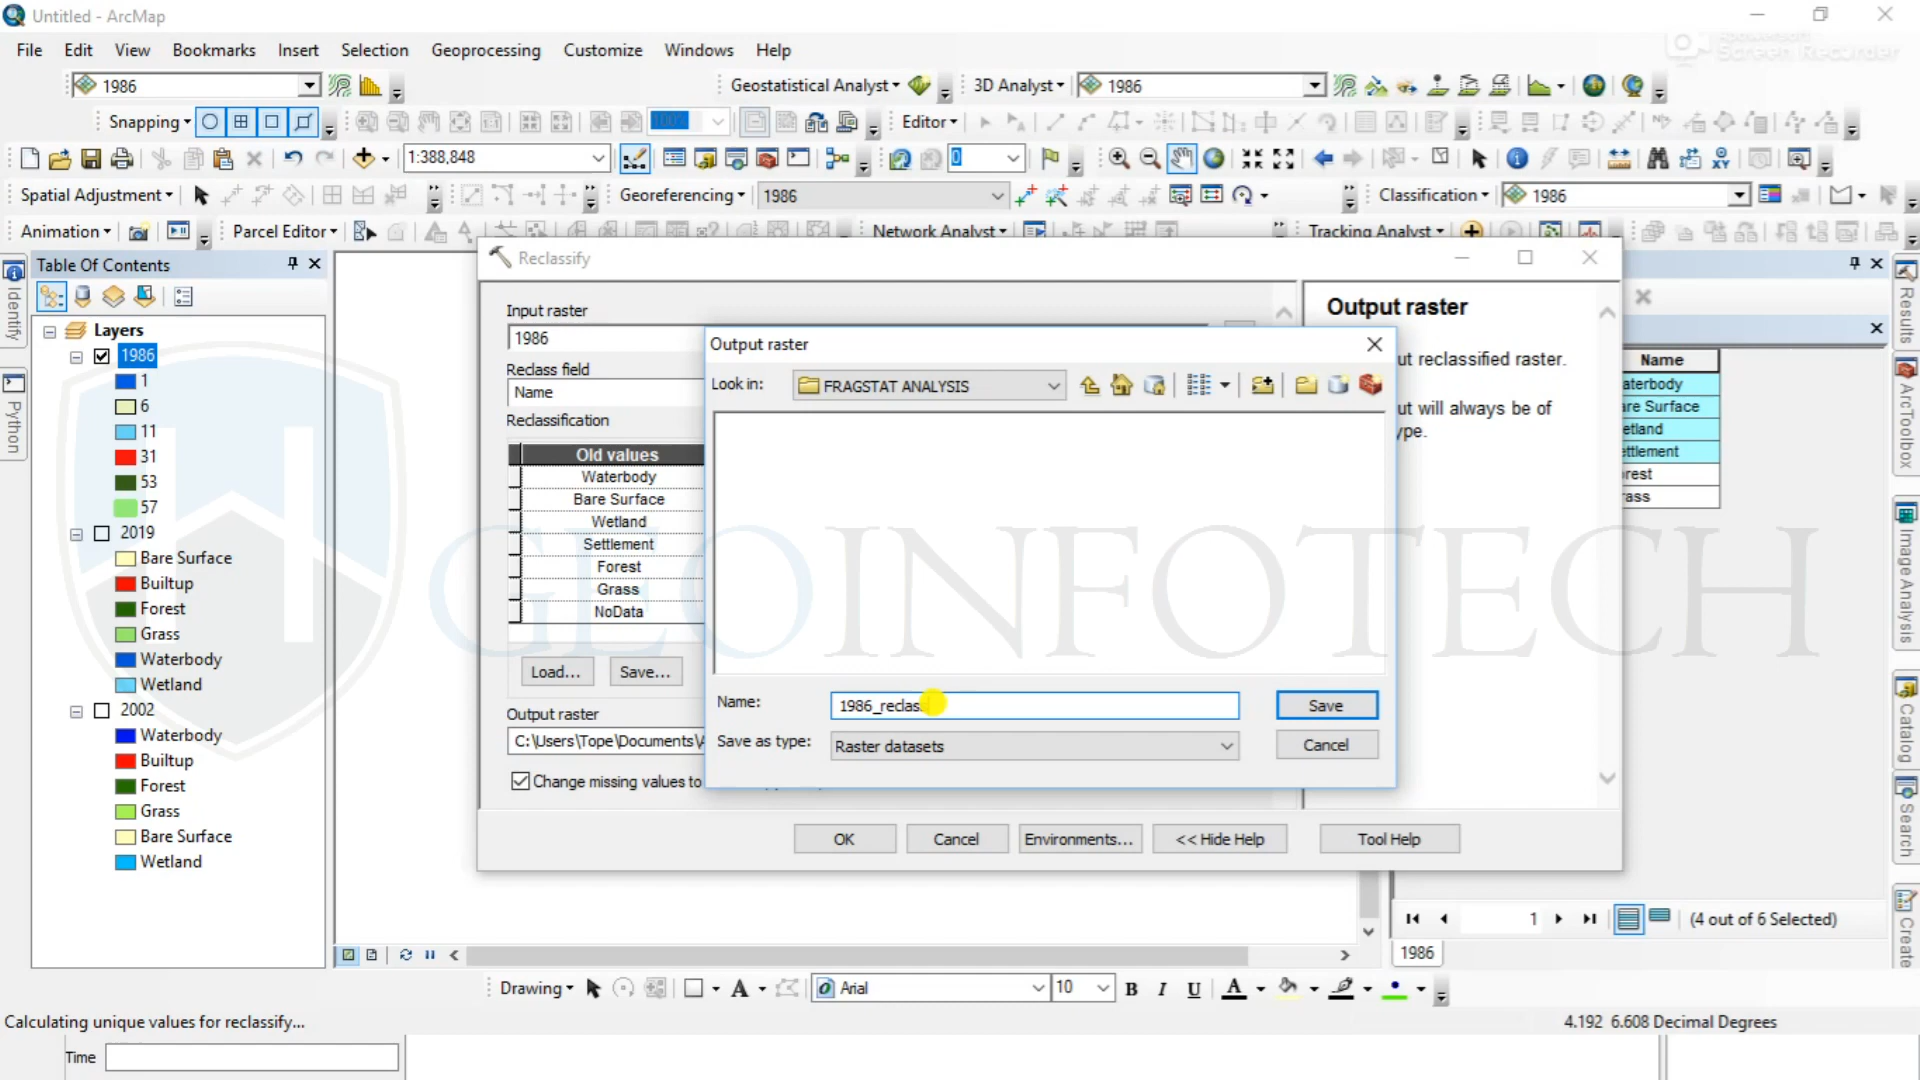 Untitled - ArcMap
File Edit View Bookmarks Insert Selection Geoprocessing Customize Windows Help
Screen Recorder
1986 Geostatistical Analyst 3D Analyst 1986
Snapping 100% Editor
1:388,848 0
Spatial Adjustment Georeferencing 1986 Classification 1986
Animation Parcel Editor Network Analyst Tracking Analyst
Table Of Contents
Identify
Python
Layers
1986
1
6
11
31
53
57
2019
Bare Surface
Builtup
Forest
Grass
Waterbody
Wetland
2002
Waterbody
Builtup
Forest
Grass
Bare Surface
Wetland
Reclassify
Input raster
1986
Reclass field
Name
Reclassification
Old values
Waterbody
Bare Surface
Wetland
Settlement
Forest
Grass
NoData
Load... Save...
Output raster
C:\Users\Tope\Documents\
Change missing values to
OK Cancel Environments... << Hide Help Tool Help
Output raster
Look in: FRAGSTAT ANALYSIS
Name: 1986_reclas
Save
Save as type: Raster datasets
Cancel
Output raster
ut reclassified raster.
ut will always be of
ype.
Name
aterbody
are Surface
etland
ettlement
rest
ass
GEOINFOTECH
Results
ArcToolbox
Image Analysis
Catalog
Search
Create
1 (4 out of 6 Selected)
1986
Drawing Arial 10 B I U A
Calculating unique values for reclassify...
4.192 6.608 Decimal Degrees
Time